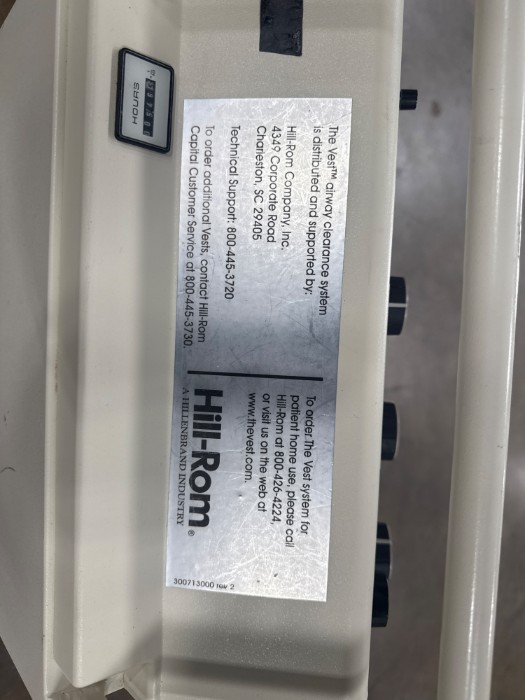 The Vest™ airway clearance system
is distributed and supported by:
Hill-Rom Company, Inc.
4349 Corporate Road
Charleston, SC 29405
Technical Support: 800-445-3720
To order additional Vests, contact Hill-Rom
Capital Customer Service at 800-445-3730.
To order The Vest system for
patient home use, please call
Hill-Rom at 800-426-4224,
or visit us on the web at
www.thevest.com.
Hill-Rom®
A HILLENBRAND INDUSTRY
300713000 rev 2
HOURS